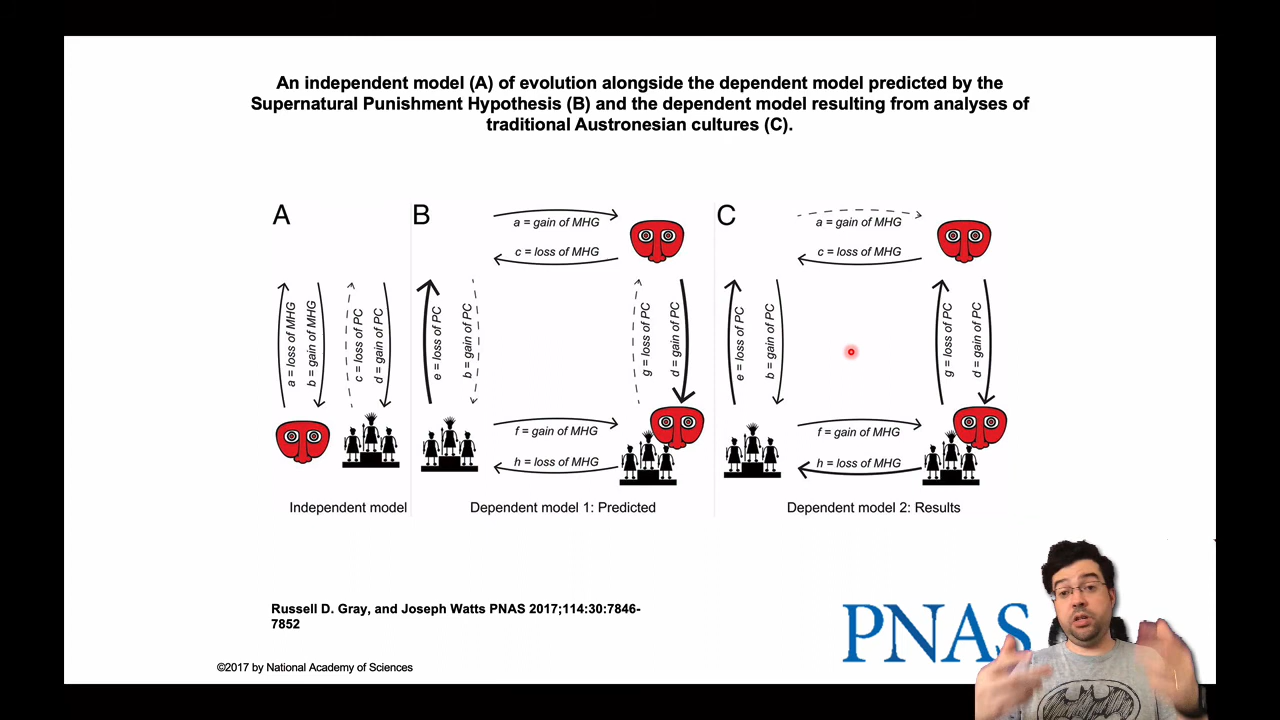 An independent model (A) of evolution alongside the dependent model predicted by the
Supernatural Punishment Hypothesis (B) and the dependent model resulting from analyses of
traditional Austronesian cultures (C).
A
a = loss of MHG
b = gain of MHG
c = loss of PC
d = gain of PC
Independent model
B
a = gain of MHG
c = loss of MHG
e = loss of PC
b = gain of PC
g = loss of PC
d = gain of PC
f = gain of MHG
h = loss of MHG
Dependent model 1: Predicted
C
a = gain of MHG
c = loss of MHG
e = loss of PC
b = gain of PC
g = loss of PC
d = gain of PC
f = gain of MHG
h = loss of MHG
Dependent model 2: Results
Russell D. Gray, and Joseph Watts PNAS 2017;114:30:7846-
7852
PNAS
©2017 by National Academy of Sciences